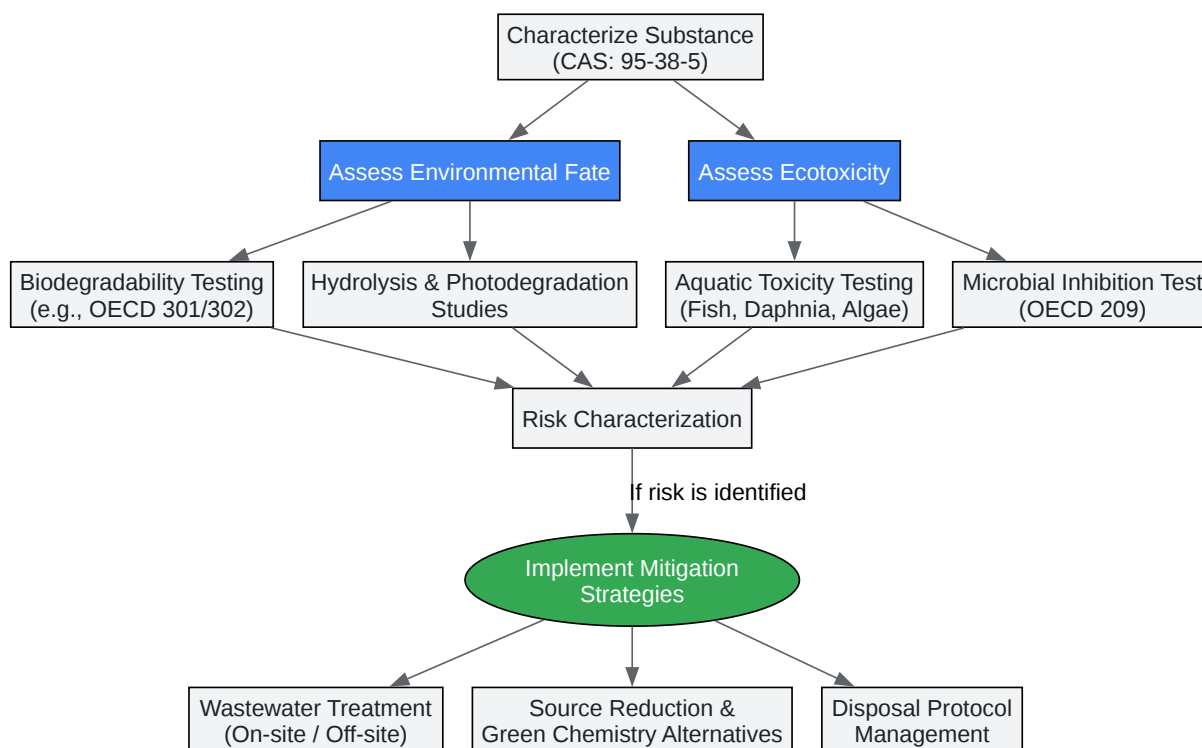 Characterize Substance
(CAS: 95-38-5)
Assess Environmental Fate
Assess Ecotoxicity
Biodegradability Testing
(e.g., OECD 301/302)
Hydrolysis & Photodegradation
Studies
Aquatic Toxicity Testing
(Fish, Daphnia, Algae)
Microbial Inhibition Test
(OECD 209)
Risk Characterization
If risk is identified
Implement Mitigation
Strategies
Wastewater Treatment
(On-site / Off-site)
Source Reduction &
Green Chemistry Alternatives
Disposal Protocol
Management